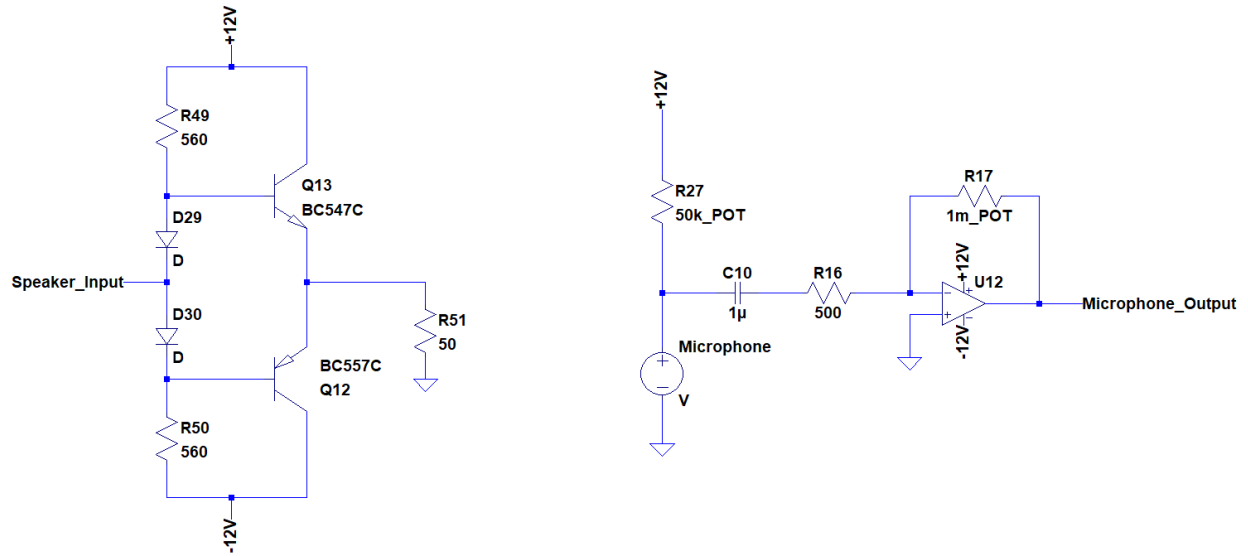 +12V
R49
560
Q13
BC547C
D29
D
Speaker_Input
D30
D
R51
50
BC557C
Q12
R50
560
-12V
+12V
R27
50k_POT
R17
1m_POT
C10
1µ
R16
500
+12V
U12
-12V
Microphone_Output
Microphone
V